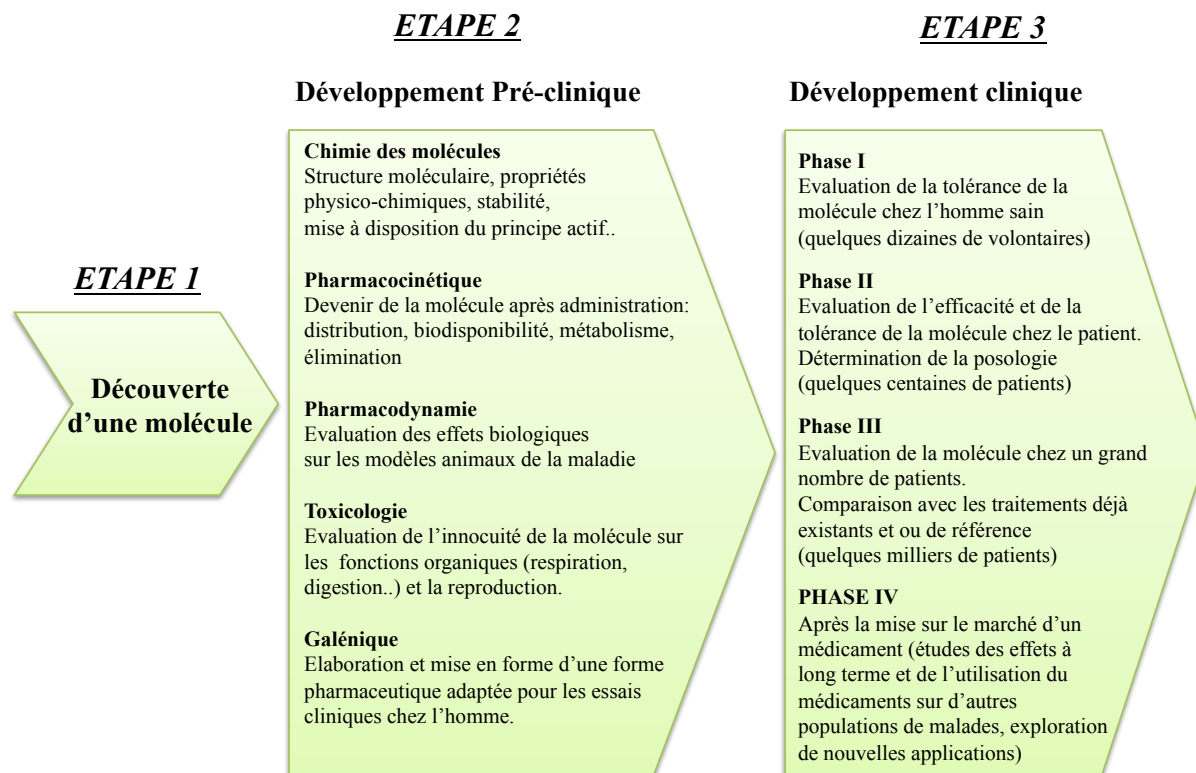 ETAPE 1
Découverte
d’une molécule
ETAPE 2
Développement Pré-clinique
Chimie des molécules
Structure moléculaire, propriétés
physico-chimiques, stabilité,
mise à disposition du principe actif..
Pharmacocinétique
Devenir de la molécule après administration:
distribution, biodisponibilité, métabolisme,
élimination
Pharmacodynamie
Evaluation des effets biologiques
sur les modèles animaux de la maladie
Toxicologie
Evaluation de l’innocuité de la molécule sur
les fonctions organiques (respiration,
digestion..) et la reproduction.
Galénique
Elaboration et mise en forme d’une forme
pharmaceutique adaptée pour les essais
cliniques chez l’homme.
ETAPE 3
Développement clinique
Phase I
Evaluation de la tolérance de la
molécule chez l’homme sain
(quelques dizaines de volontaires)
Phase II
Evaluation de l’efficacité et de la
tolérance de la molécule chez le patient.
Détermination de la posologie
(quelques centaines de patients)
Phase III
Evaluation de la molécule chez un grand
nombre de patients.
Comparaison avec les traitements déjà
existants et ou de référence
(quelques milliers de patients)
PHASE IV
Après la mise sur le marché d’un
médicament (études des effets à
long terme et de l’utilisation du
médicaments sur d’autres
populations de malades, exploration
de nouvelles applications)